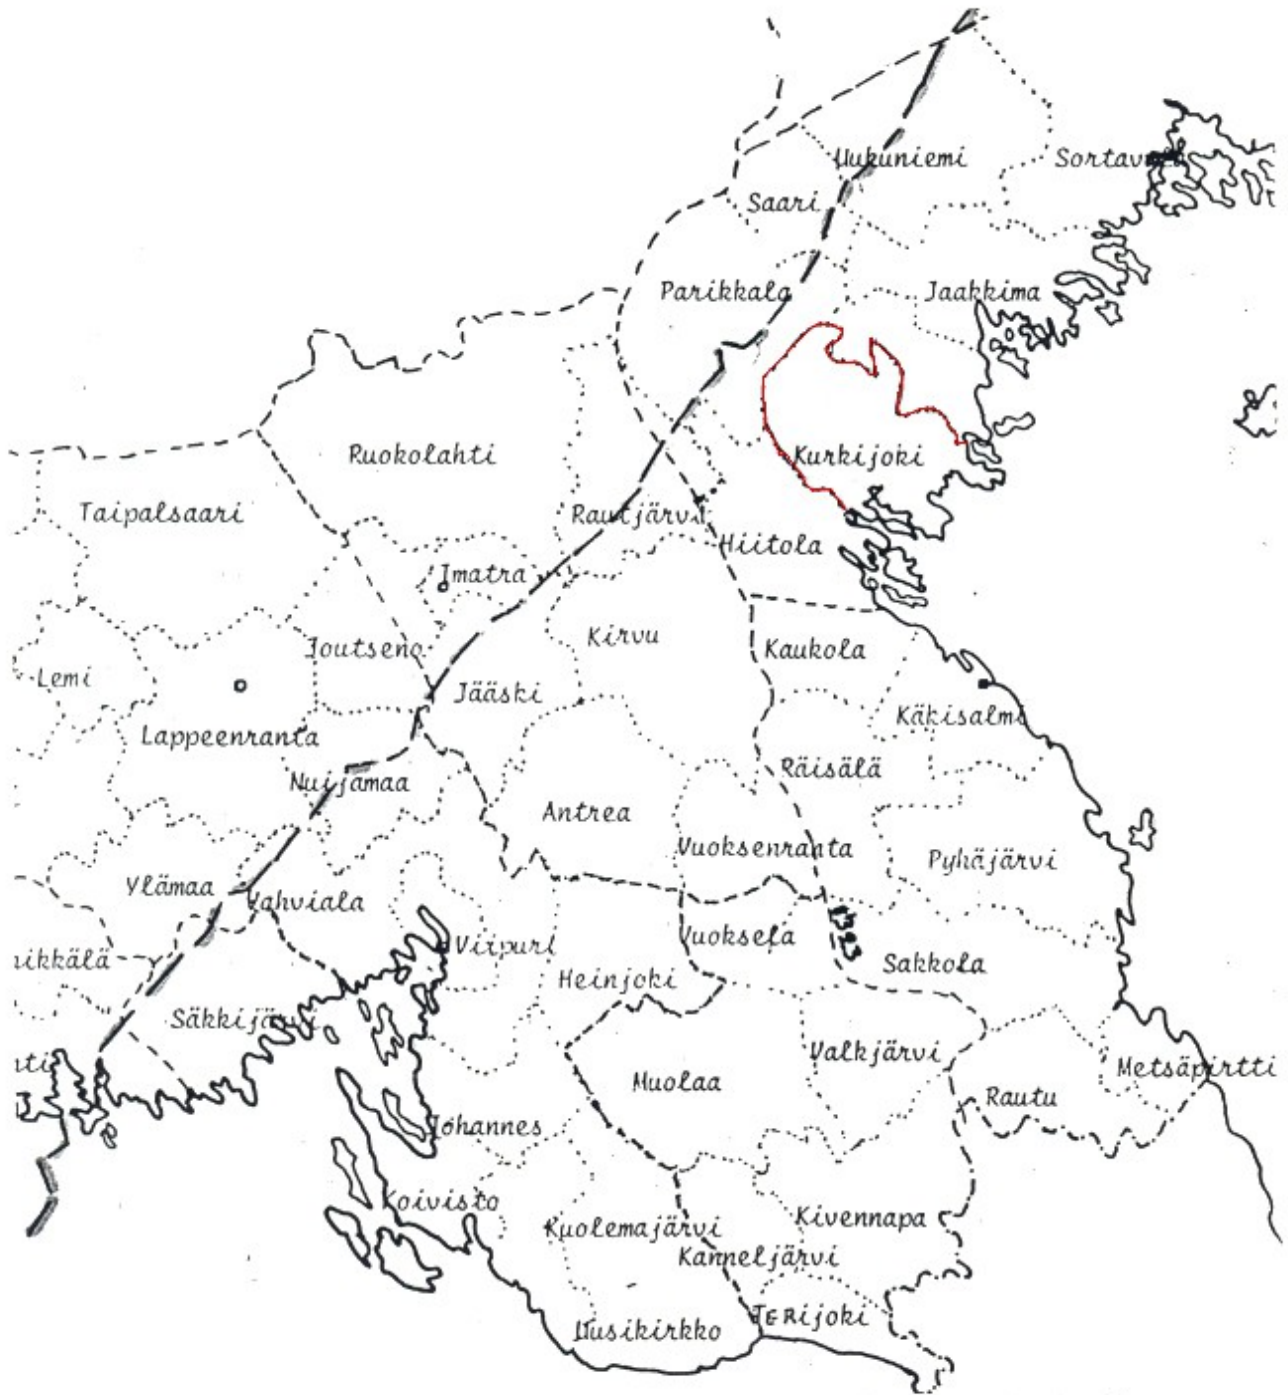 Uukuniemi
Sortavala
Saari
Parikkala
Jaakkima
Ruokolahti
Kurkijoki
Taipalsaari
Rautjärvi
Hiitola
Imatra
Kirvu
Joutseno
Kaukola
Lemi
Jääski
Käkisalmi
Lappeenranta
Räisälä
Nuijamaa
Antrea
Vuoksenranta
Pyhäjärvi
Ylämaa
Vahviala
1323
Vuoksela
Viipuri
ikkälä
Heinjoki
Sakkola
Säkkijärvi
Valkjärvi
Metsäpirtti
Muolaa
Rautu
Johannes
Koivisto
Kivennapa
Kuolemajärvi
Kanneljärvi
TERijoki
Uusikirkko